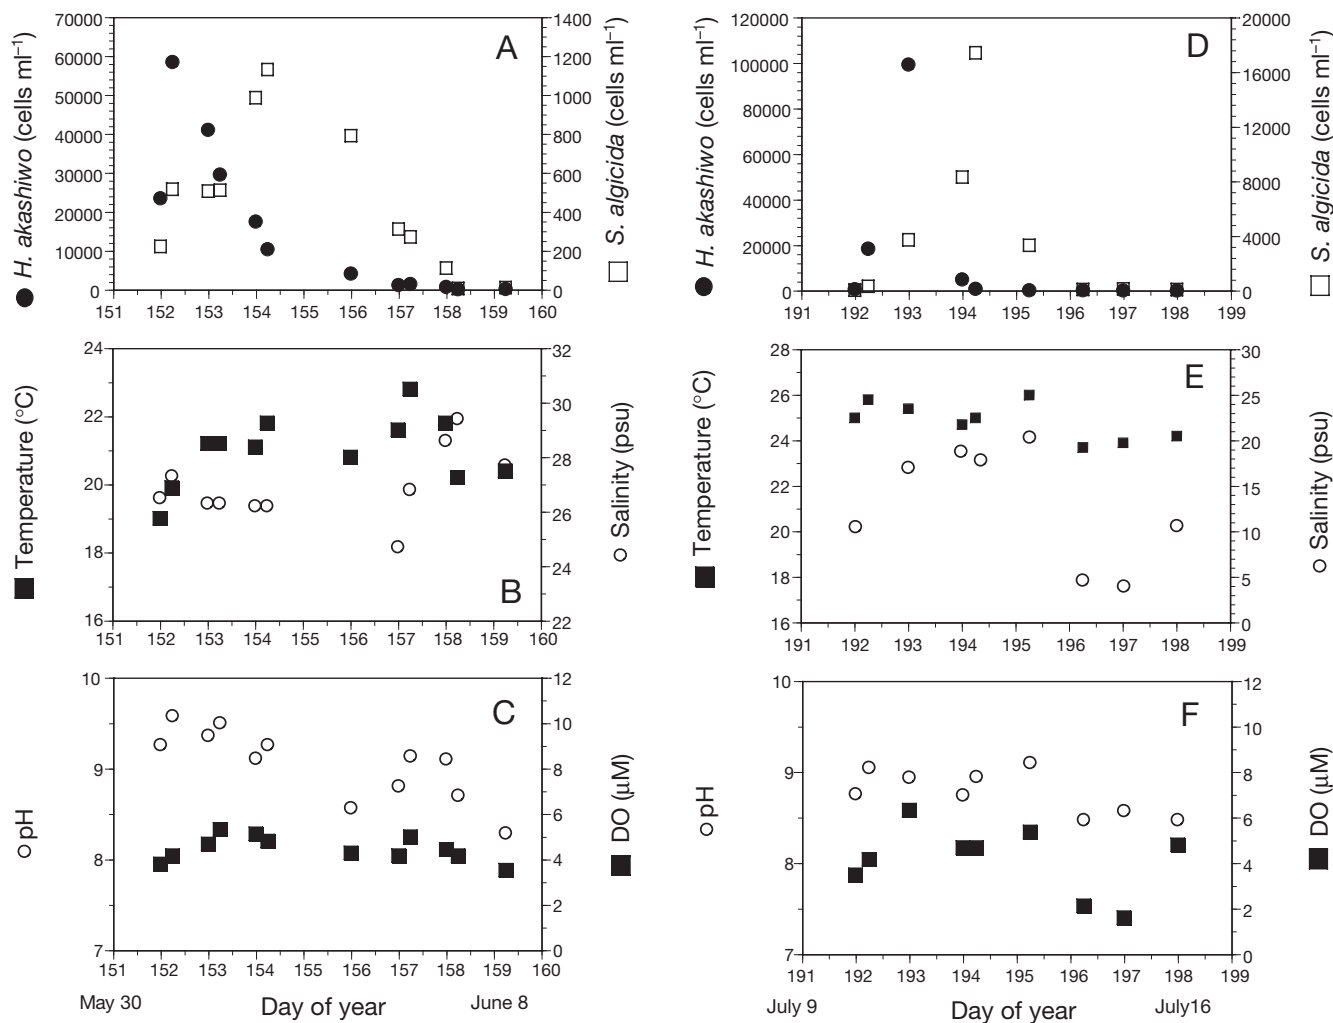 A
● H. akashiwo (cells ml⁻¹)
70000
60000
50000
40000
30000
20000
10000
0
1400
1200
1000
800
600
400
200
0
□ S. algicida (cells ml⁻¹)
151 152 153 154 155 156 157 158 159 160
D
● H. akashiwo (cells ml⁻¹)
120000
100000
80000
60000
40000
20000
0
20000
16000
12000
8000
4000
0
□ S. algicida (cells ml⁻¹)
191 192 193 194 195 196 197 198 199
B
■ Temperature (°C)
24
22
20
18
16
32
30
28
26
24
22
○ Salinity (psu)
151 152 153 154 155 156 157 158 159 160
E
■ Temperature (°C)
28
26
24
22
20
18
16
30
25
20
15
10
5
0
○ Salinity (psu)
191 192 193 194 195 196 197 198 199
C
○ pH
10
9
8
7
12
10
8
6
4
2
0
■ DO (µM)
151 152 153 154 155 156 157 158 159 160
May 30 Day of year June 8
F
○ pH
10
9
8
7
12
10
8
6
4
2
0
■ DO (µM)
191 192 193 194 195 196 197 198 199
July 9 Day of year July16